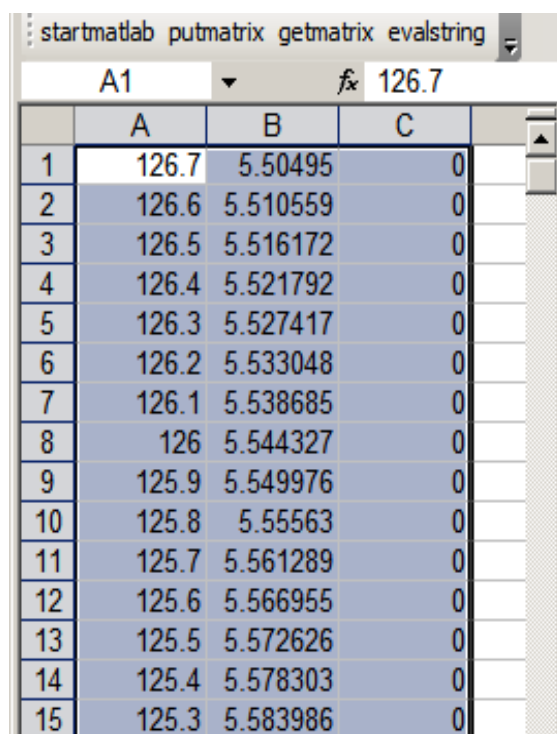 startmatlab putmatrix getmatrix evalstring
A1 fx 126.7
A B C
1 126.7 5.50495 0
2 126.6 5.510559 0
3 126.5 5.516172 0
4 126.4 5.521792 0
5 126.3 5.527417 0
6 126.2 5.533048 0
7 126.1 5.538685 0
8 126 5.544327 0
9 125.9 5.549976 0
10 125.8 5.55563 0
11 125.7 5.561289 0
12 125.6 5.566955 0
13 125.5 5.572626 0
14 125.4 5.578303 0
15 125.3 5.583986 0